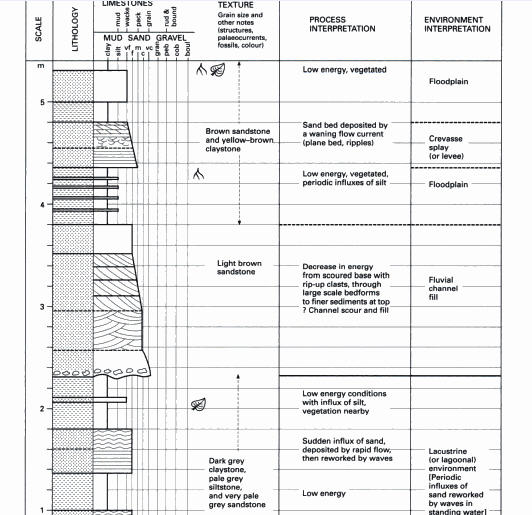 LIMESTONES
mud
wacke
pack
grain
rud &
bound
MUD SAND GRAVEL
clay
silt
vf
f
m
c
vc
gran
peb
cob
boul
SCALE
LITHOLOGY
TEXTURE
Grain size and
other notes
(structures,
palaeocurrents,
fossils, colour)
PROCESS
INTERPRETATION
ENVIRONMENT
INTERPRETATION
m
Low energy, vegetated
Floodplain
5
Brown sandstone
and yellow–brown
claystone
Sand bed deposited by
a waning flow current
(plane bed, ripples)
Crevasse
splay
(or levee)
Low energy, vegetated,
periodic influxes of silt
Floodplain
4
Light brown
sandstone
Decrease in energy
from scoured base with
rip-up clasts, through
large scale bedforms
to finer sediments at top
? Channel scour and fill
Fluvial
channel
fill
3
Low energy conditions
with influx of silt,
vegetation nearby
2
Sudden influx of sand,
deposited by rapid flow,
then reworked by waves
Dark grey
claystone,
pale grey
siltstone,
and very pale
grey sandstone
Low energy
Lacustrine
(or lagoonal)
environment
[Periodic
influxes of
sand reworked
by waves in
standing water]
1